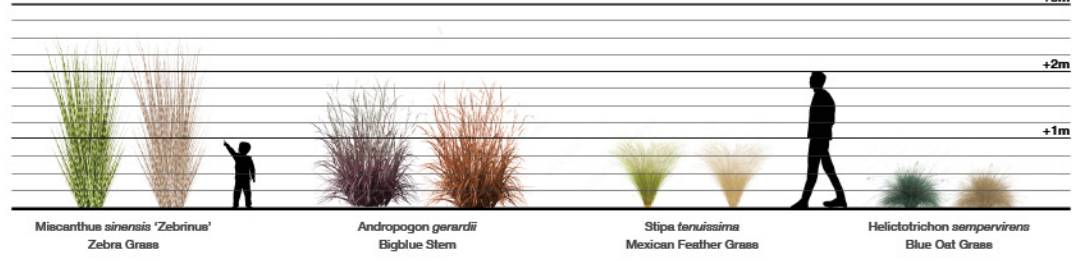 +2m
+1m
Miscanthus sinensis 'Zebrinus'
Zebra Grass
Andropogon gerardii
Bigblue Stem
Stipa tenuissima
Mexican Feather Grass
Helictotrichon sempervirens
Blue Oat Grass